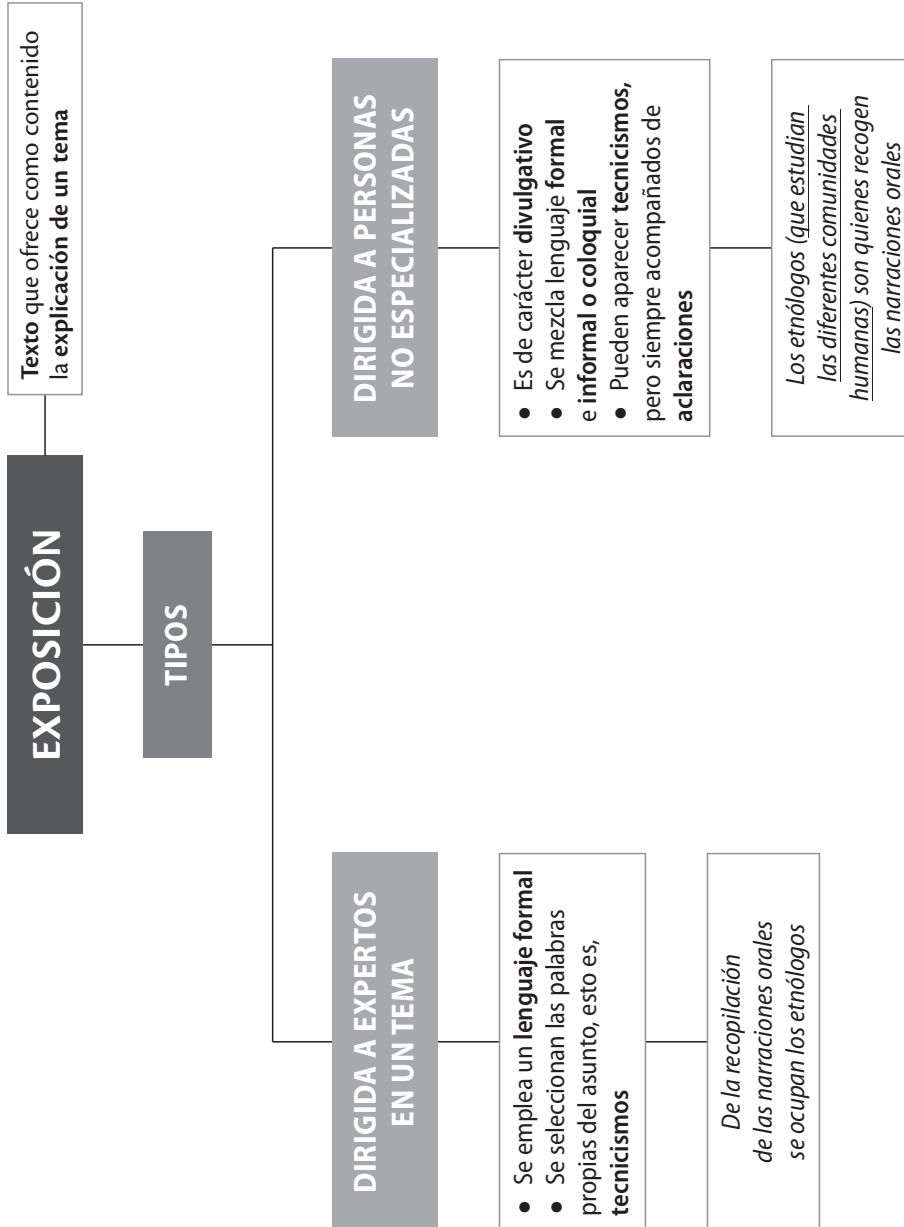 EXPOSICIÓN
Texto que ofrece como contenido
la explicación de un tema
TIPOS
DIRIGIDA A EXPERTOS
EN UN TEMA
● Se emplea un lenguaje formal
● Se seleccionan las palabras
propias del asunto, esto es,
tecnicismos
De la recopilación
de las narraciones orales
se ocupan los etnólogos
DIRIGIDA A PERSONAS
NO ESPECIALIZADAS
● Es de carácter divulgativo
● Se mezcla lenguaje formal
e informal o coloquial
● Pueden aparecer tecnicismos,
pero siempre acompañados de
aclaraciones
Los etnólogos (que estudian
las diferentes comunidades
humanas) son quienes recogen
las narraciones orales